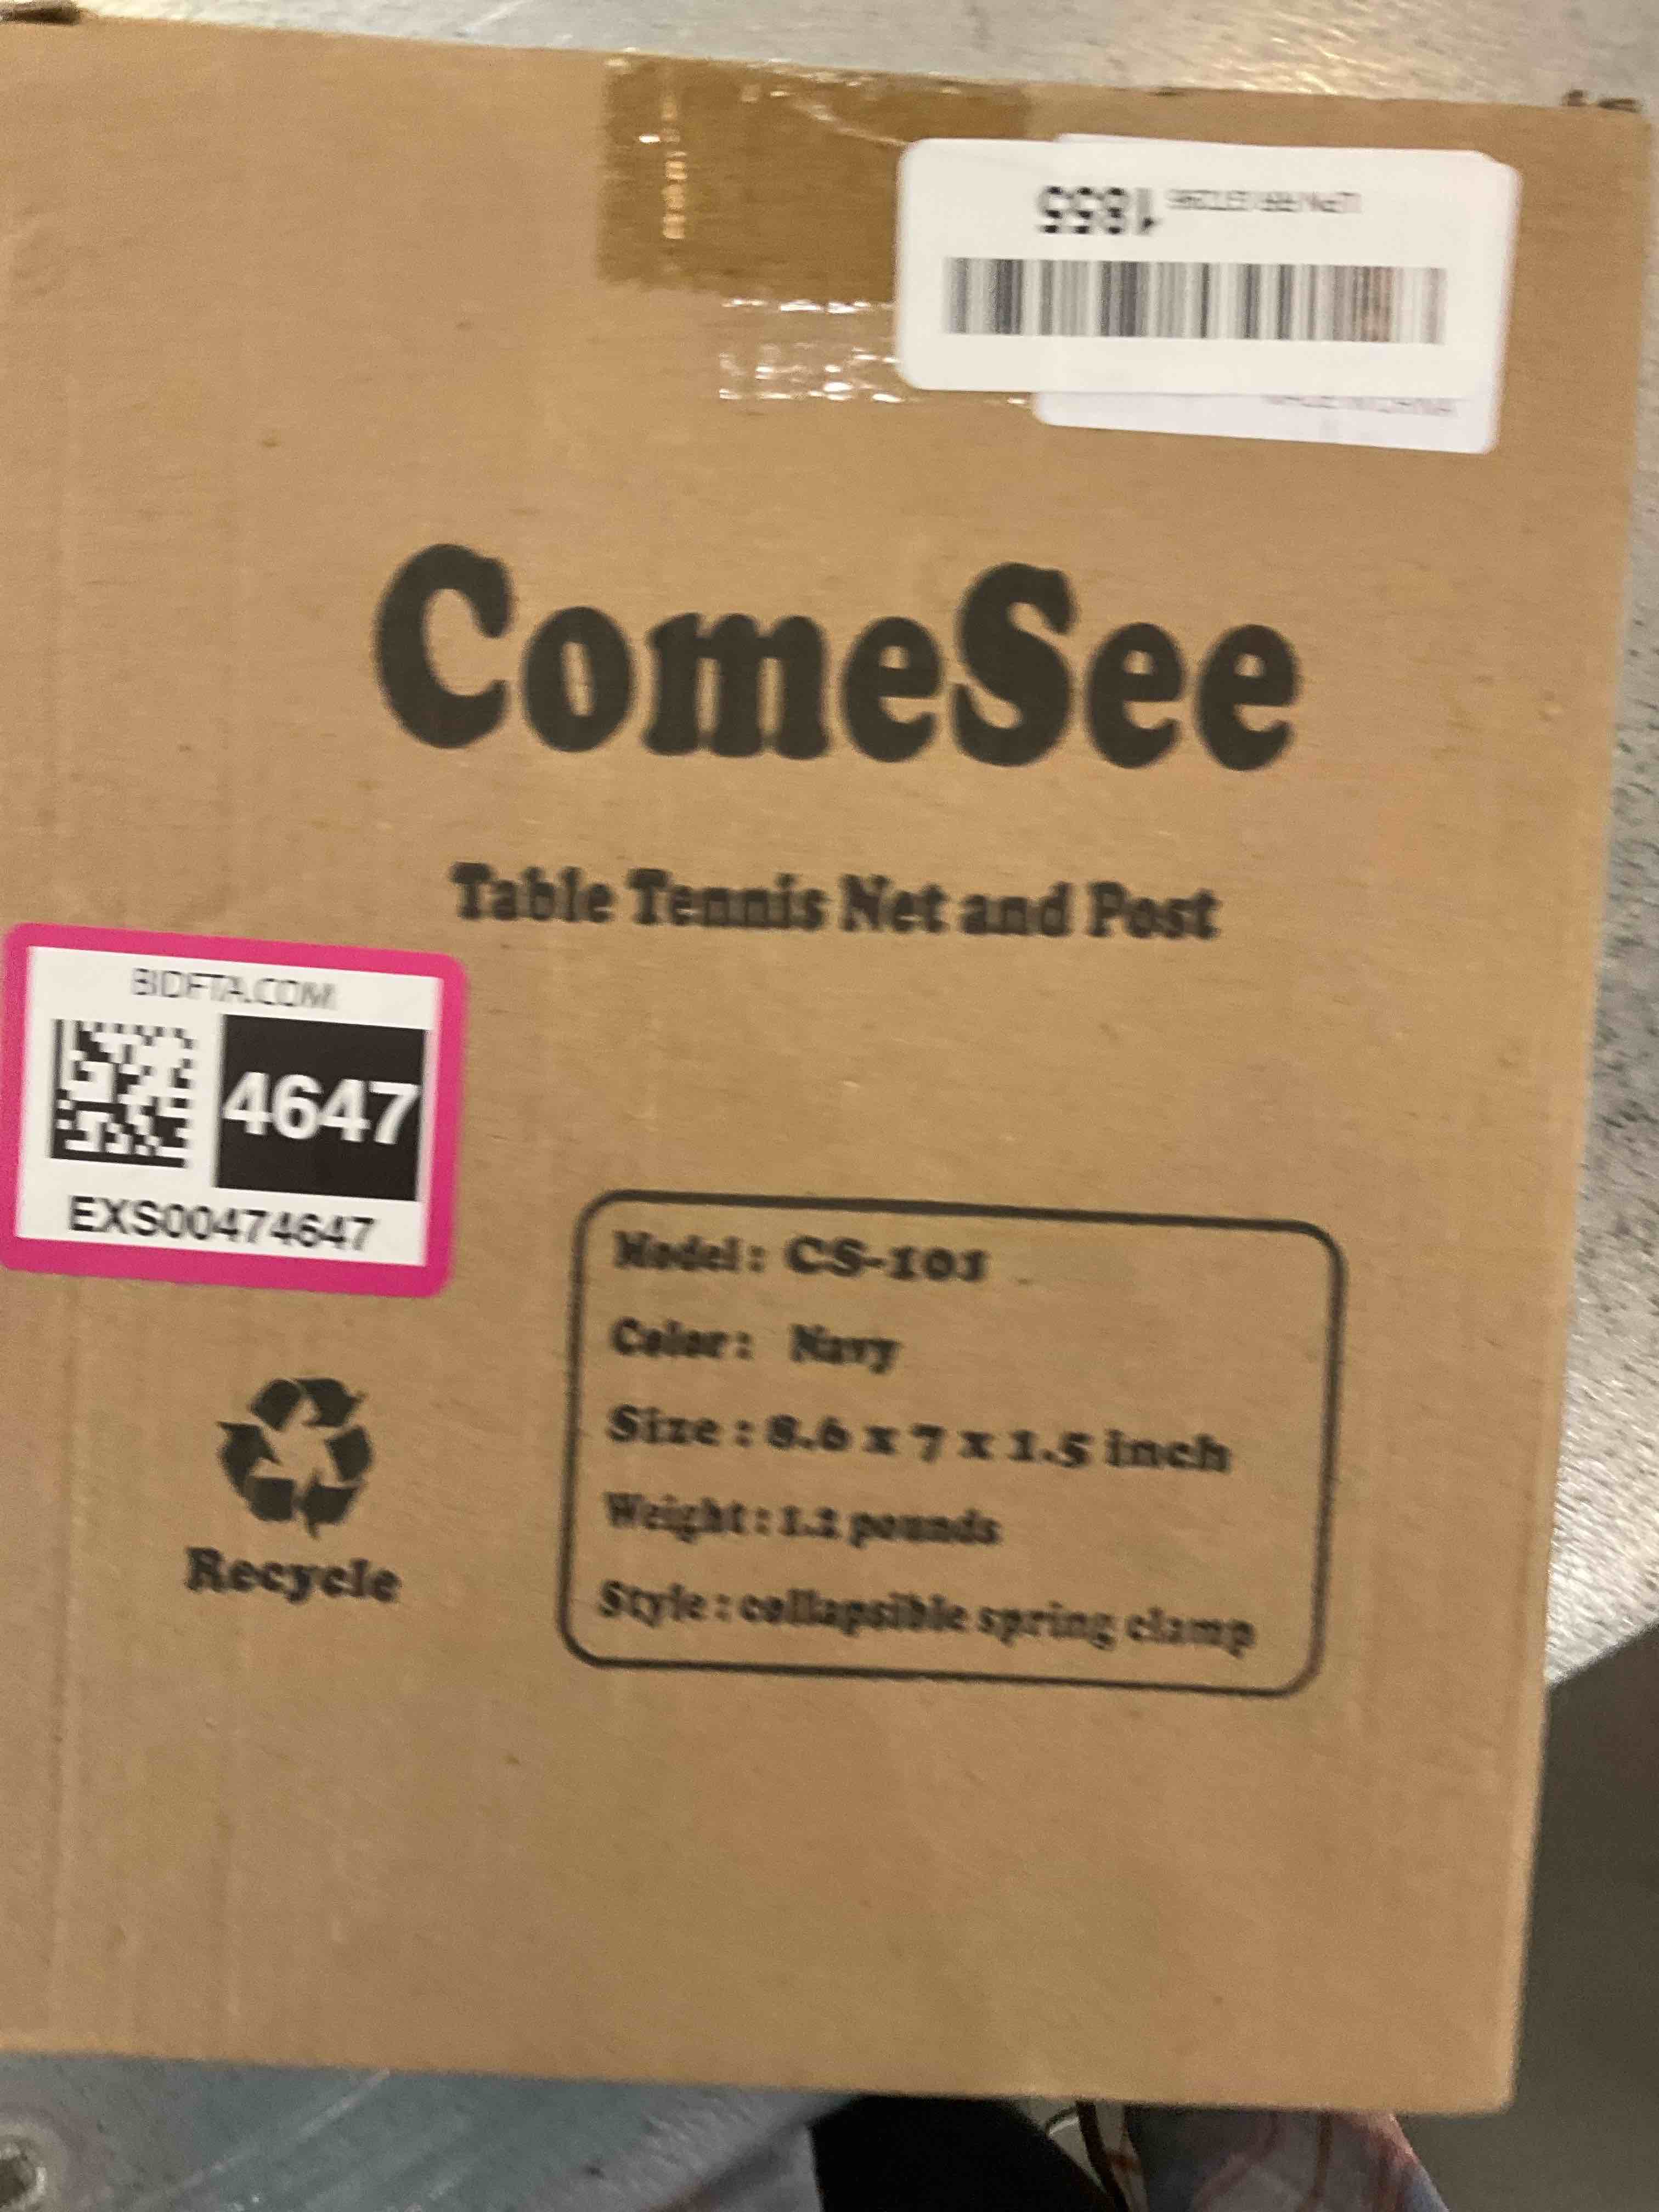 1855
ComeSee
Table Tennis Net and Post
BIDFTA.COM
4647
EXS00474647
Model: CS-101
Color: Navy
Size: 8.6 x 7 x 1.5 inch
Weight: 1.2 pounds
Style: collapsible spring clamp
Recycle